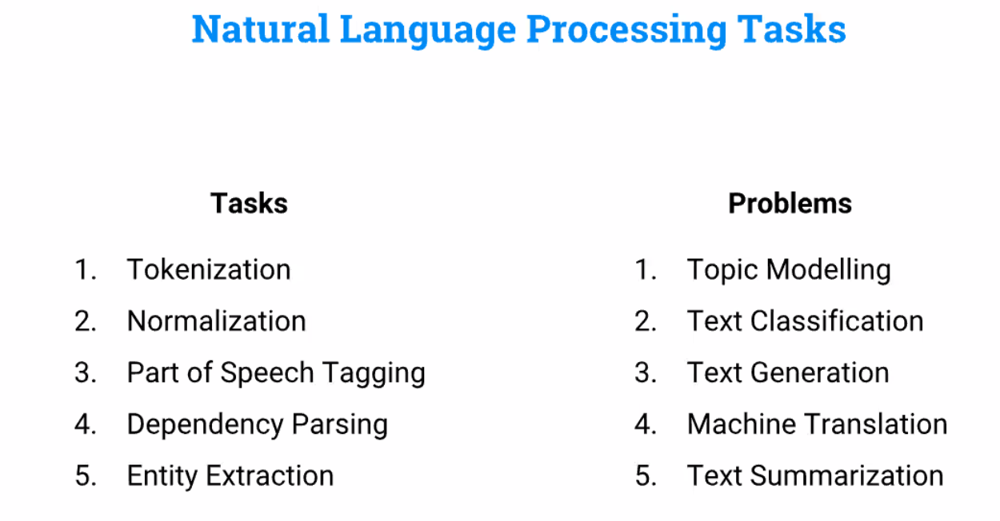 Natural Language Processing Tasks
Tasks
1. Tokenization
2. Normalization
3. Part of Speech Tagging
4. Dependency Parsing
5. Entity Extraction
Problems
1. Topic Modelling
2. Text Classification
3. Text Generation
4. Machine Translation
5. Text Summarization